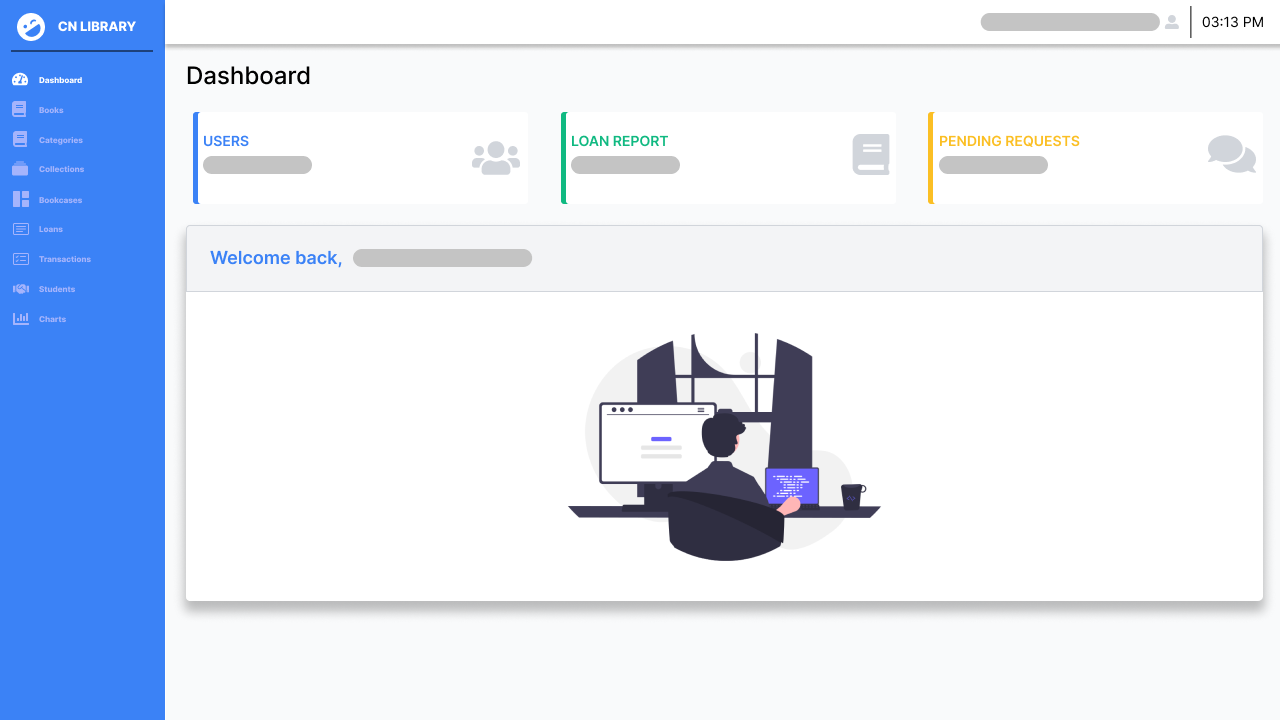 CN LIBRARY
03:13 PM
Dashboard
Books
Categories
Collections
Bookcases
Loans
Transactions
Students
Charts
Dashboard
USERS
LOAN REPORT
PENDING REQUESTS
Welcome back,